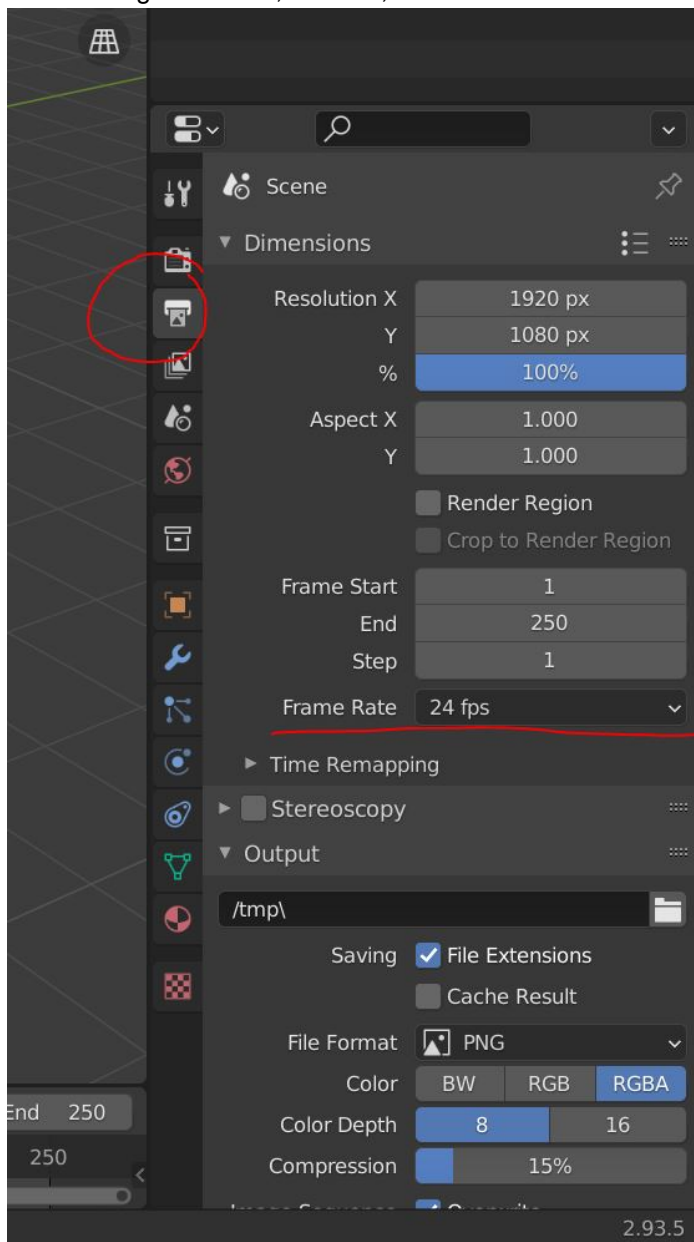 Scene
Dimensions
Resolution X 1920 px
Y 1080 px
% 100%
Aspect X 1.000
Y 1.000
Render Region
Crop to Render Region
Frame Start 1
End 250
Step 1
Frame Rate 24 fps
Time Remapping
Stereoscopy
Output
/tmp\
Saving File Extensions
Cache Result
File Format PNG
Color BW RGB RGBA
End 250
Color Depth 8 16
250
Compression 15%
2.93.5